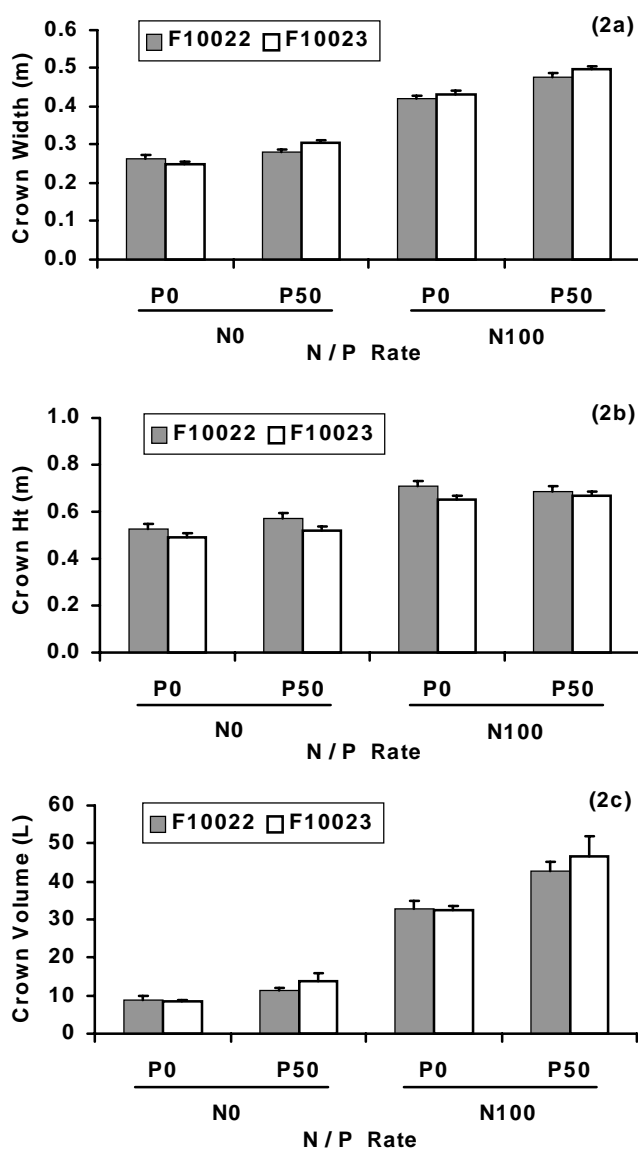 (2a)
F10022 F10023
Crown Width (m)
0.6
0.5
0.4
0.3
0.2
0.1
0.0
P0 P50 P0 P50
N0 N100
N / P Rate
(2b)
F10022 F10023
Crown Ht (m)
1.0
0.8
0.6
0.4
0.2
0.0
P0 P50 P0 P50
N0 N100
N / P Rate
(2c)
F10022 F10023
Crown Volume (L)
60
50
40
30
20
10
0
P0 P50 P0 P50
N0 N100
N / P Rate